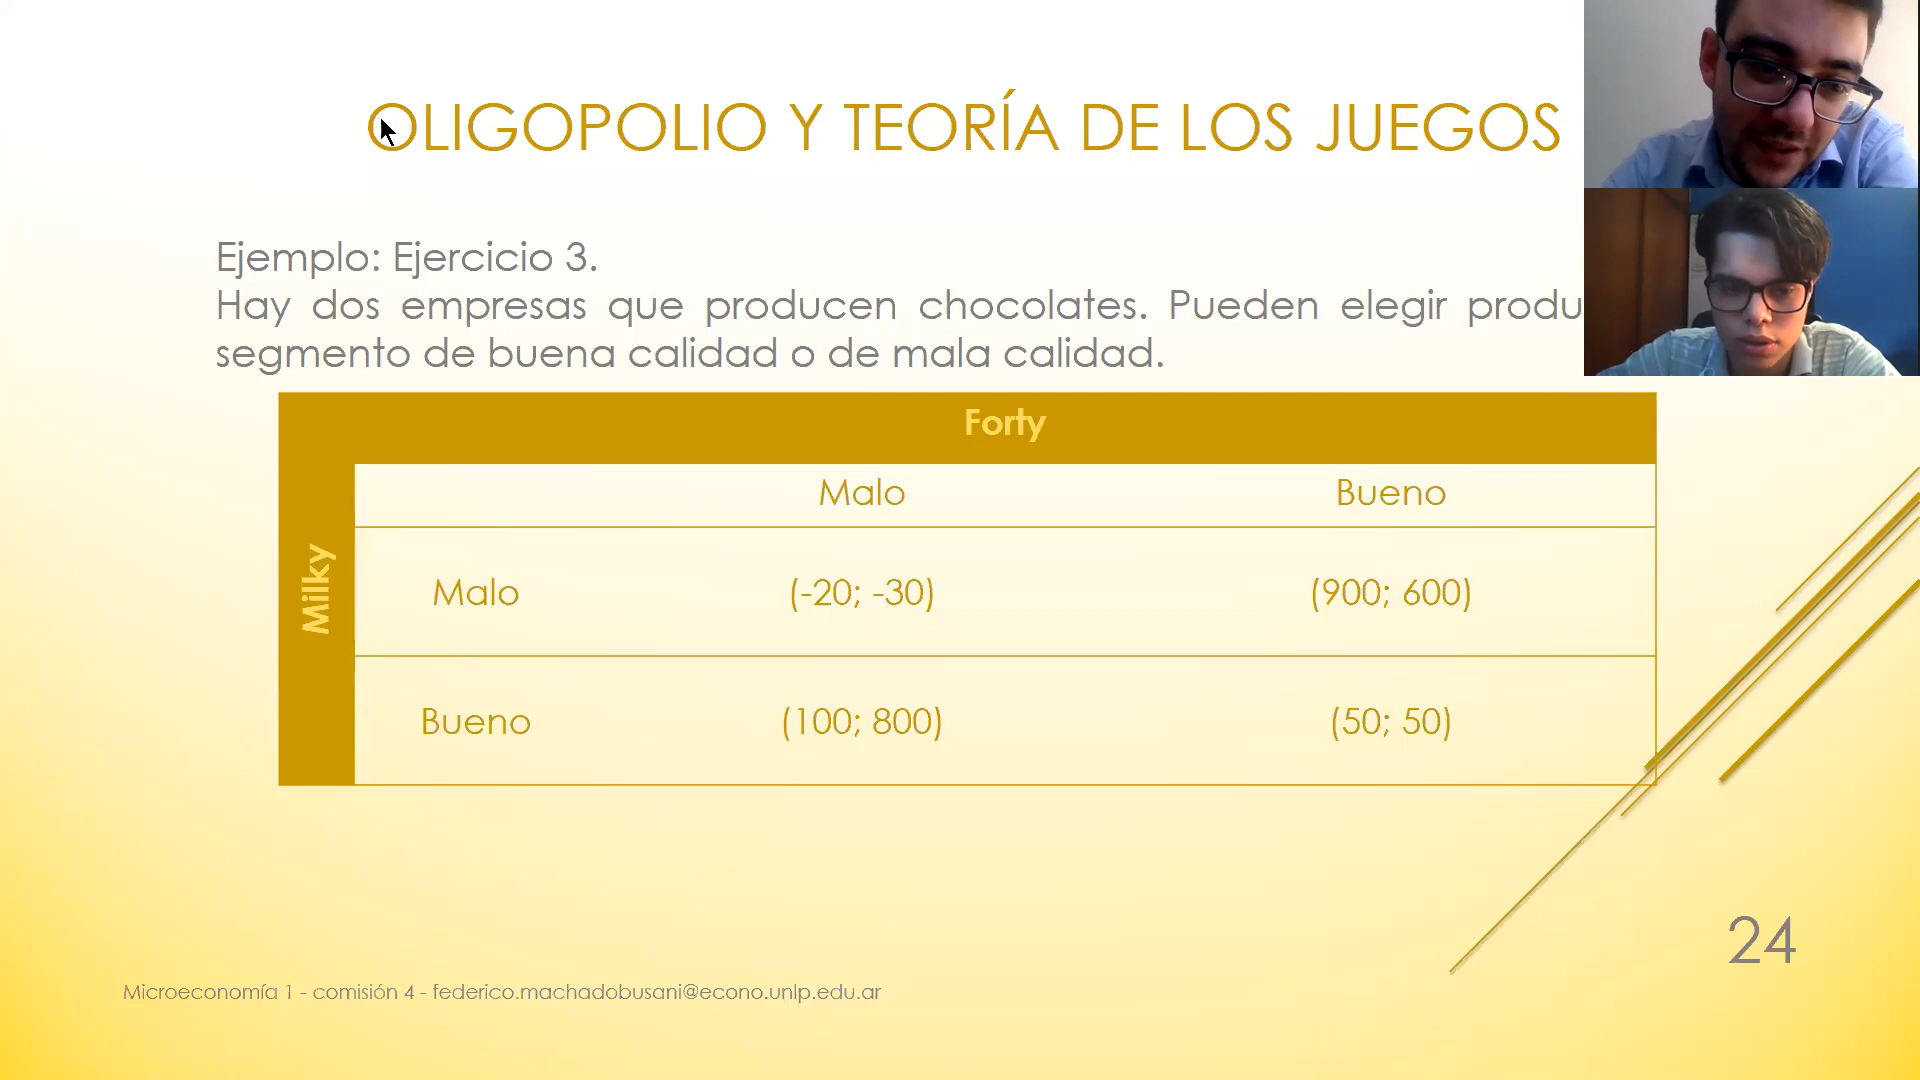 OLIGOPOLIO Y TEORÍA DE LOS JUEGOS
Ejemplo: Ejercicio 3.
Hay dos empresas que producen chocolates. Pueden elegir
segmento de buena calidad o de mala calidad.
Forty
Malo Bueno
Milky
Malo (-20; -30) (900; 600)
Bueno (100; 800) (50; 50)
24
Microeconomía 1 - comisión 4 - federico.machadobusani@econo.unlp.edu.ar